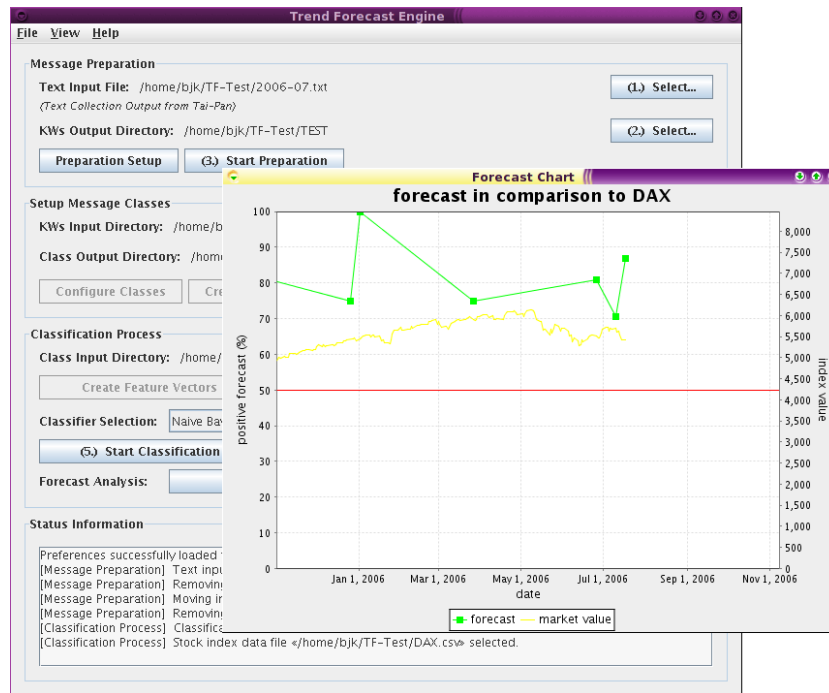 Trend Forecast Engine
File View Help
Message Preparation
Text Input File: /home/bjk/TF-Test/2006-07.txt
(1.) Select...
(Text Collection Output from Tai-Pan)
KWs Output Directory: /home/bjk/TF-Test/TEST
(2.) Select...
Preparation Setup
(3.) Start Preparation
Setup Message Classes
KWs Input Directory: /home/b
Class Output Directory: /hom
Configure Classes
Cre
Classification Process
Class Input Directory: /home/
Create Feature Vectors
Classifier Selection: Naive Bay
(5.) Start Classification
Forecast Analysis:
Status Information
Preferences successfully loaded
[Message Preparation] Text inpu
[Message Preparation] Removing
[Message Preparation] Moving in
[Message Preparation] Removing
[Classification Process] Classifica
[Classification Process] Stock index data file «/home/bjk/TF-Test/DAX.csv» selected.
Forecast Chart
forecast in comparison to DAX
positive forecast (%)
100
90
80
70
60
50
40
30
20
10
0
8,000
7,500
7,000
6,500
6,000
5,500
5,000
4,500
4,000
3,500
3,000
2,500
2,000
1,500
1,000
500
0
index value
Jan 1, 2006 Mar 1, 2006 May 1, 2006 Jul 1, 2006 Sep 1, 2006 Nov 1, 2006
date
forecast market value